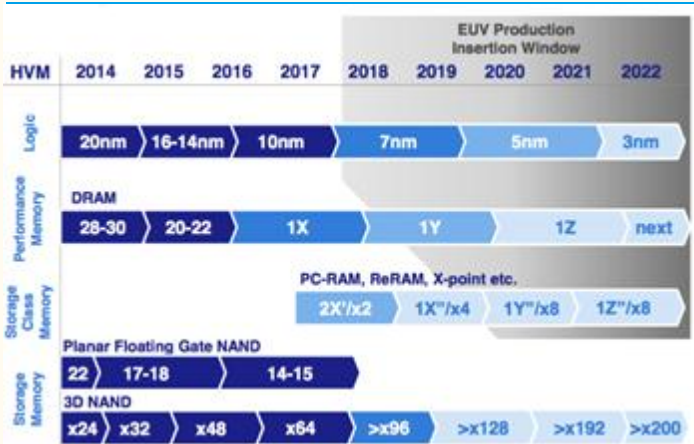 EUV Production
Insertion Window
HVM 2014 2015 2016 2017 2018 2019 2020 2021 2022
Logic
20nm 16-14nm 10nm 7nm 5nm 3nm
Performance
Memory
DRAM
28-30 20-22 1X 1Y 1Z next
Storage
Class
Memory
PC-RAM, ReRAM, X-point etc.
2X'/x2 1X"/x4 1Y"/x8 1Z"/x8
Storage
Memory
Planar Floating Gate NAND
22 17-18 14-15
3D NAND
x24 x32 x48 x64 >x96 >x128 >x192 >x200